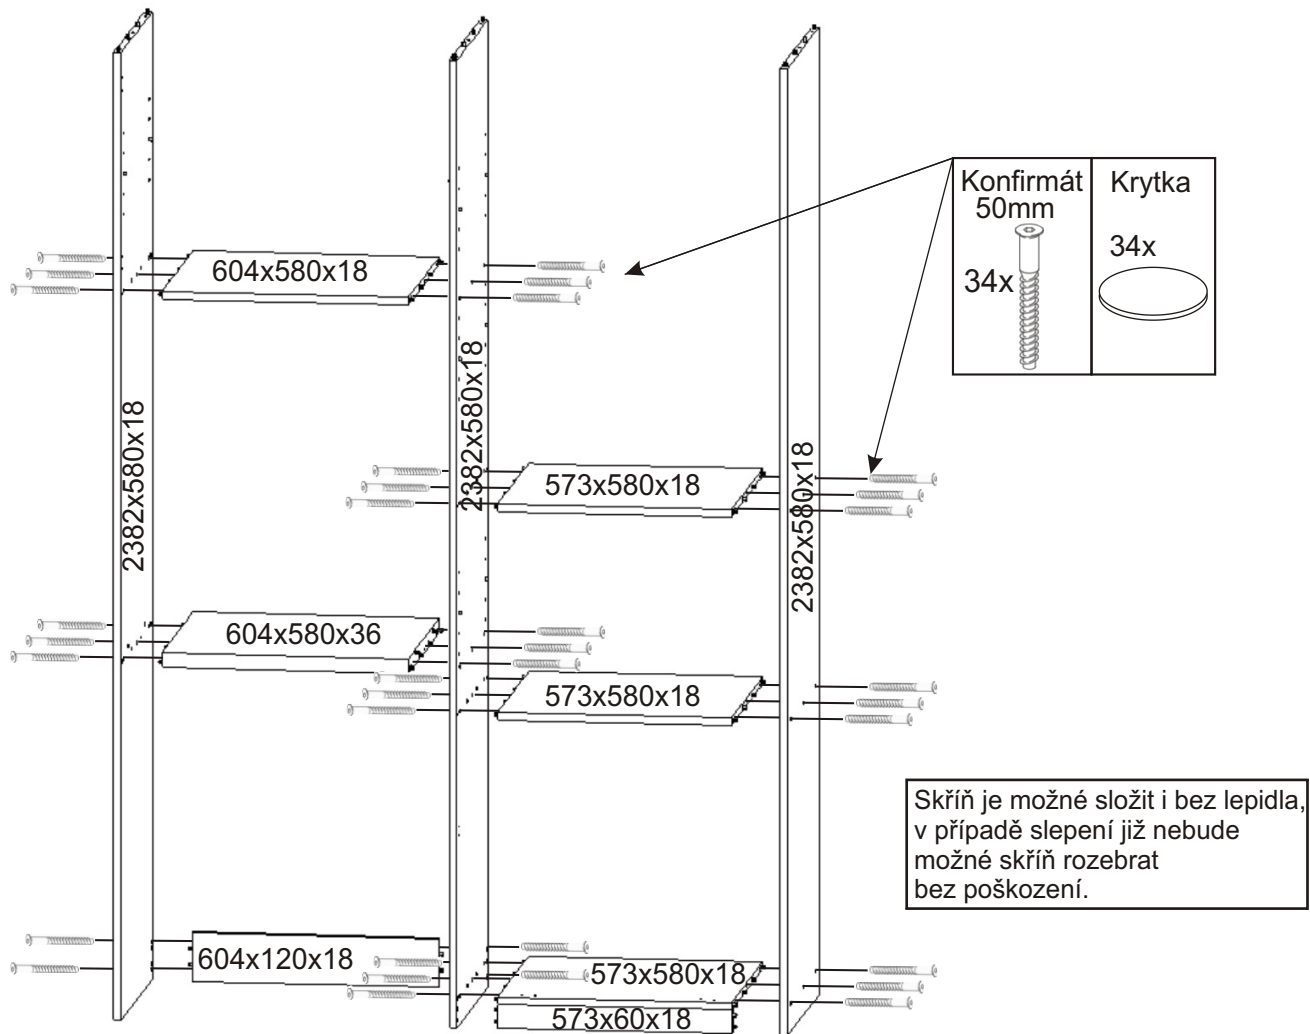 Konfirmát
50mm
34x
Krytka
34x
604x580x18
2382x580x18
2382x580x18
2382x580x18
573x580x18
604x580x36
573x580x18
Skříň je možné složit i bez lepidla,
v případě slepení již nebude
možné skříň rozebrat
bez poškození.
604x120x18
573x580x18
573x60x18